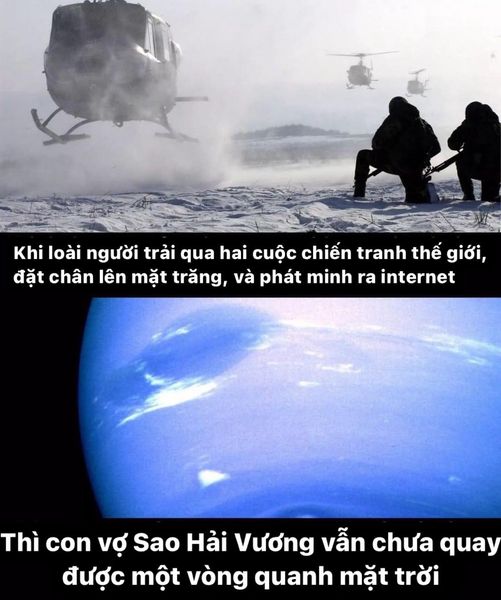 Khi loài người trải qua hai cuộc chiến tranh thế giới,
đặt chân lên mặt trăng, và phát minh ra internet
Thì con vợ Sao Hải Vương vẫn chưa quay
được một vòng quanh mặt trời